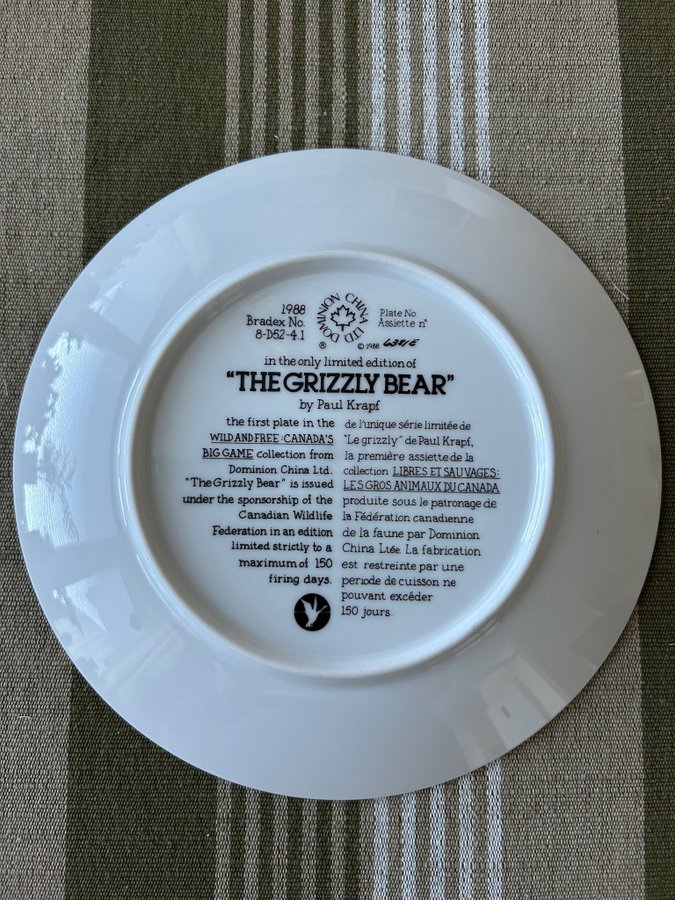 1988
Bradex No.
8-D52-4.1
DOMINION CHINA LTD
®
© 1988
Plate No.
Assiette n°
in the only limited edition of
"THE GRIZZLY BEAR"
by Paul Krapf
the first plate in the
WILD AND FREE: CANADA'S
BIG GAME collection from
Dominion China Ltd.
"The Grizzly Bear" is issued
under the sponsorship of the
Canadian Wildlife
Federation in an edition
limited strictly to a
maximum of 150
firing days.
de l'unique série limitée de
"Le grizzly" de Paul Krapf,
la première assiette de la
collection LIBRES ET SAUVAGES:
LES GROS ANIMAUX DU CANADA
produite sous le patronage de
la Fédération canadienne
de la faune par Dominion
China Ltée. La fabrication
est restreinte par une
période de cuisson ne
pouvant excéder
150 jours.